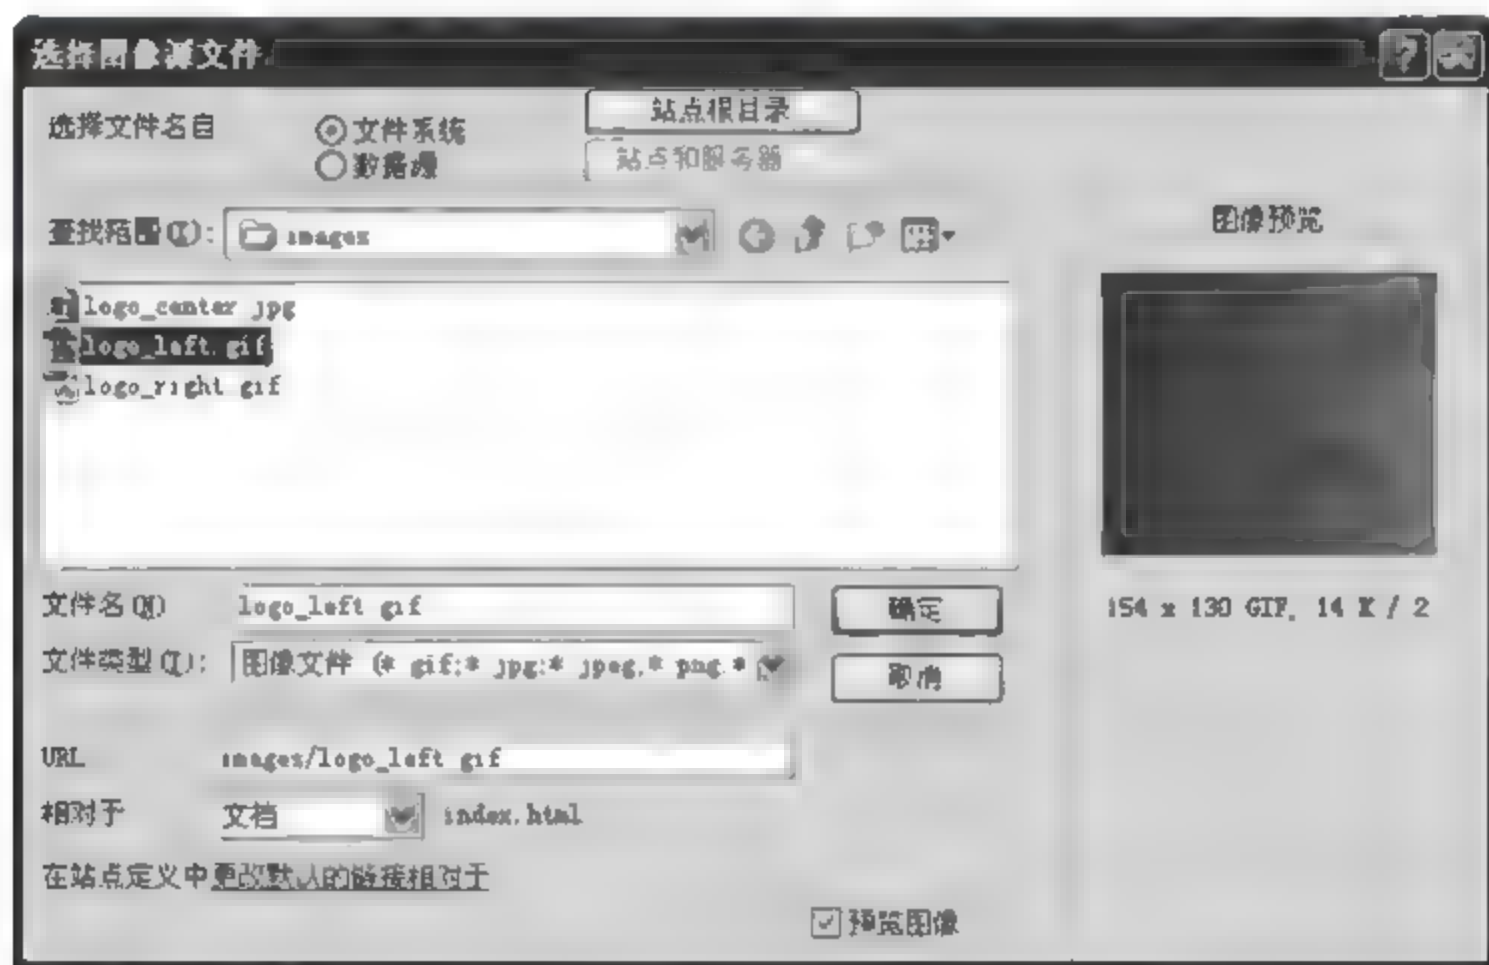 选择图像源文件
选择文件名自
文件系统
站点根目录
数据源
站点和服务器
查找范围(I):
images
图像预览
logo_center.jpg
logo_left.gif
logo_right.gif
文件名(N)
logo_left.gif
确定
154 x 130 GIF, 14 K / 2
文件类型(T):
图像文件 (*.gif;*.jpg;*.jpeg;*.png;*
取消
URL
images/logo_left.gif
相对于
文档
index.html
在站点定义中更改默认的链接相对于
预览图像